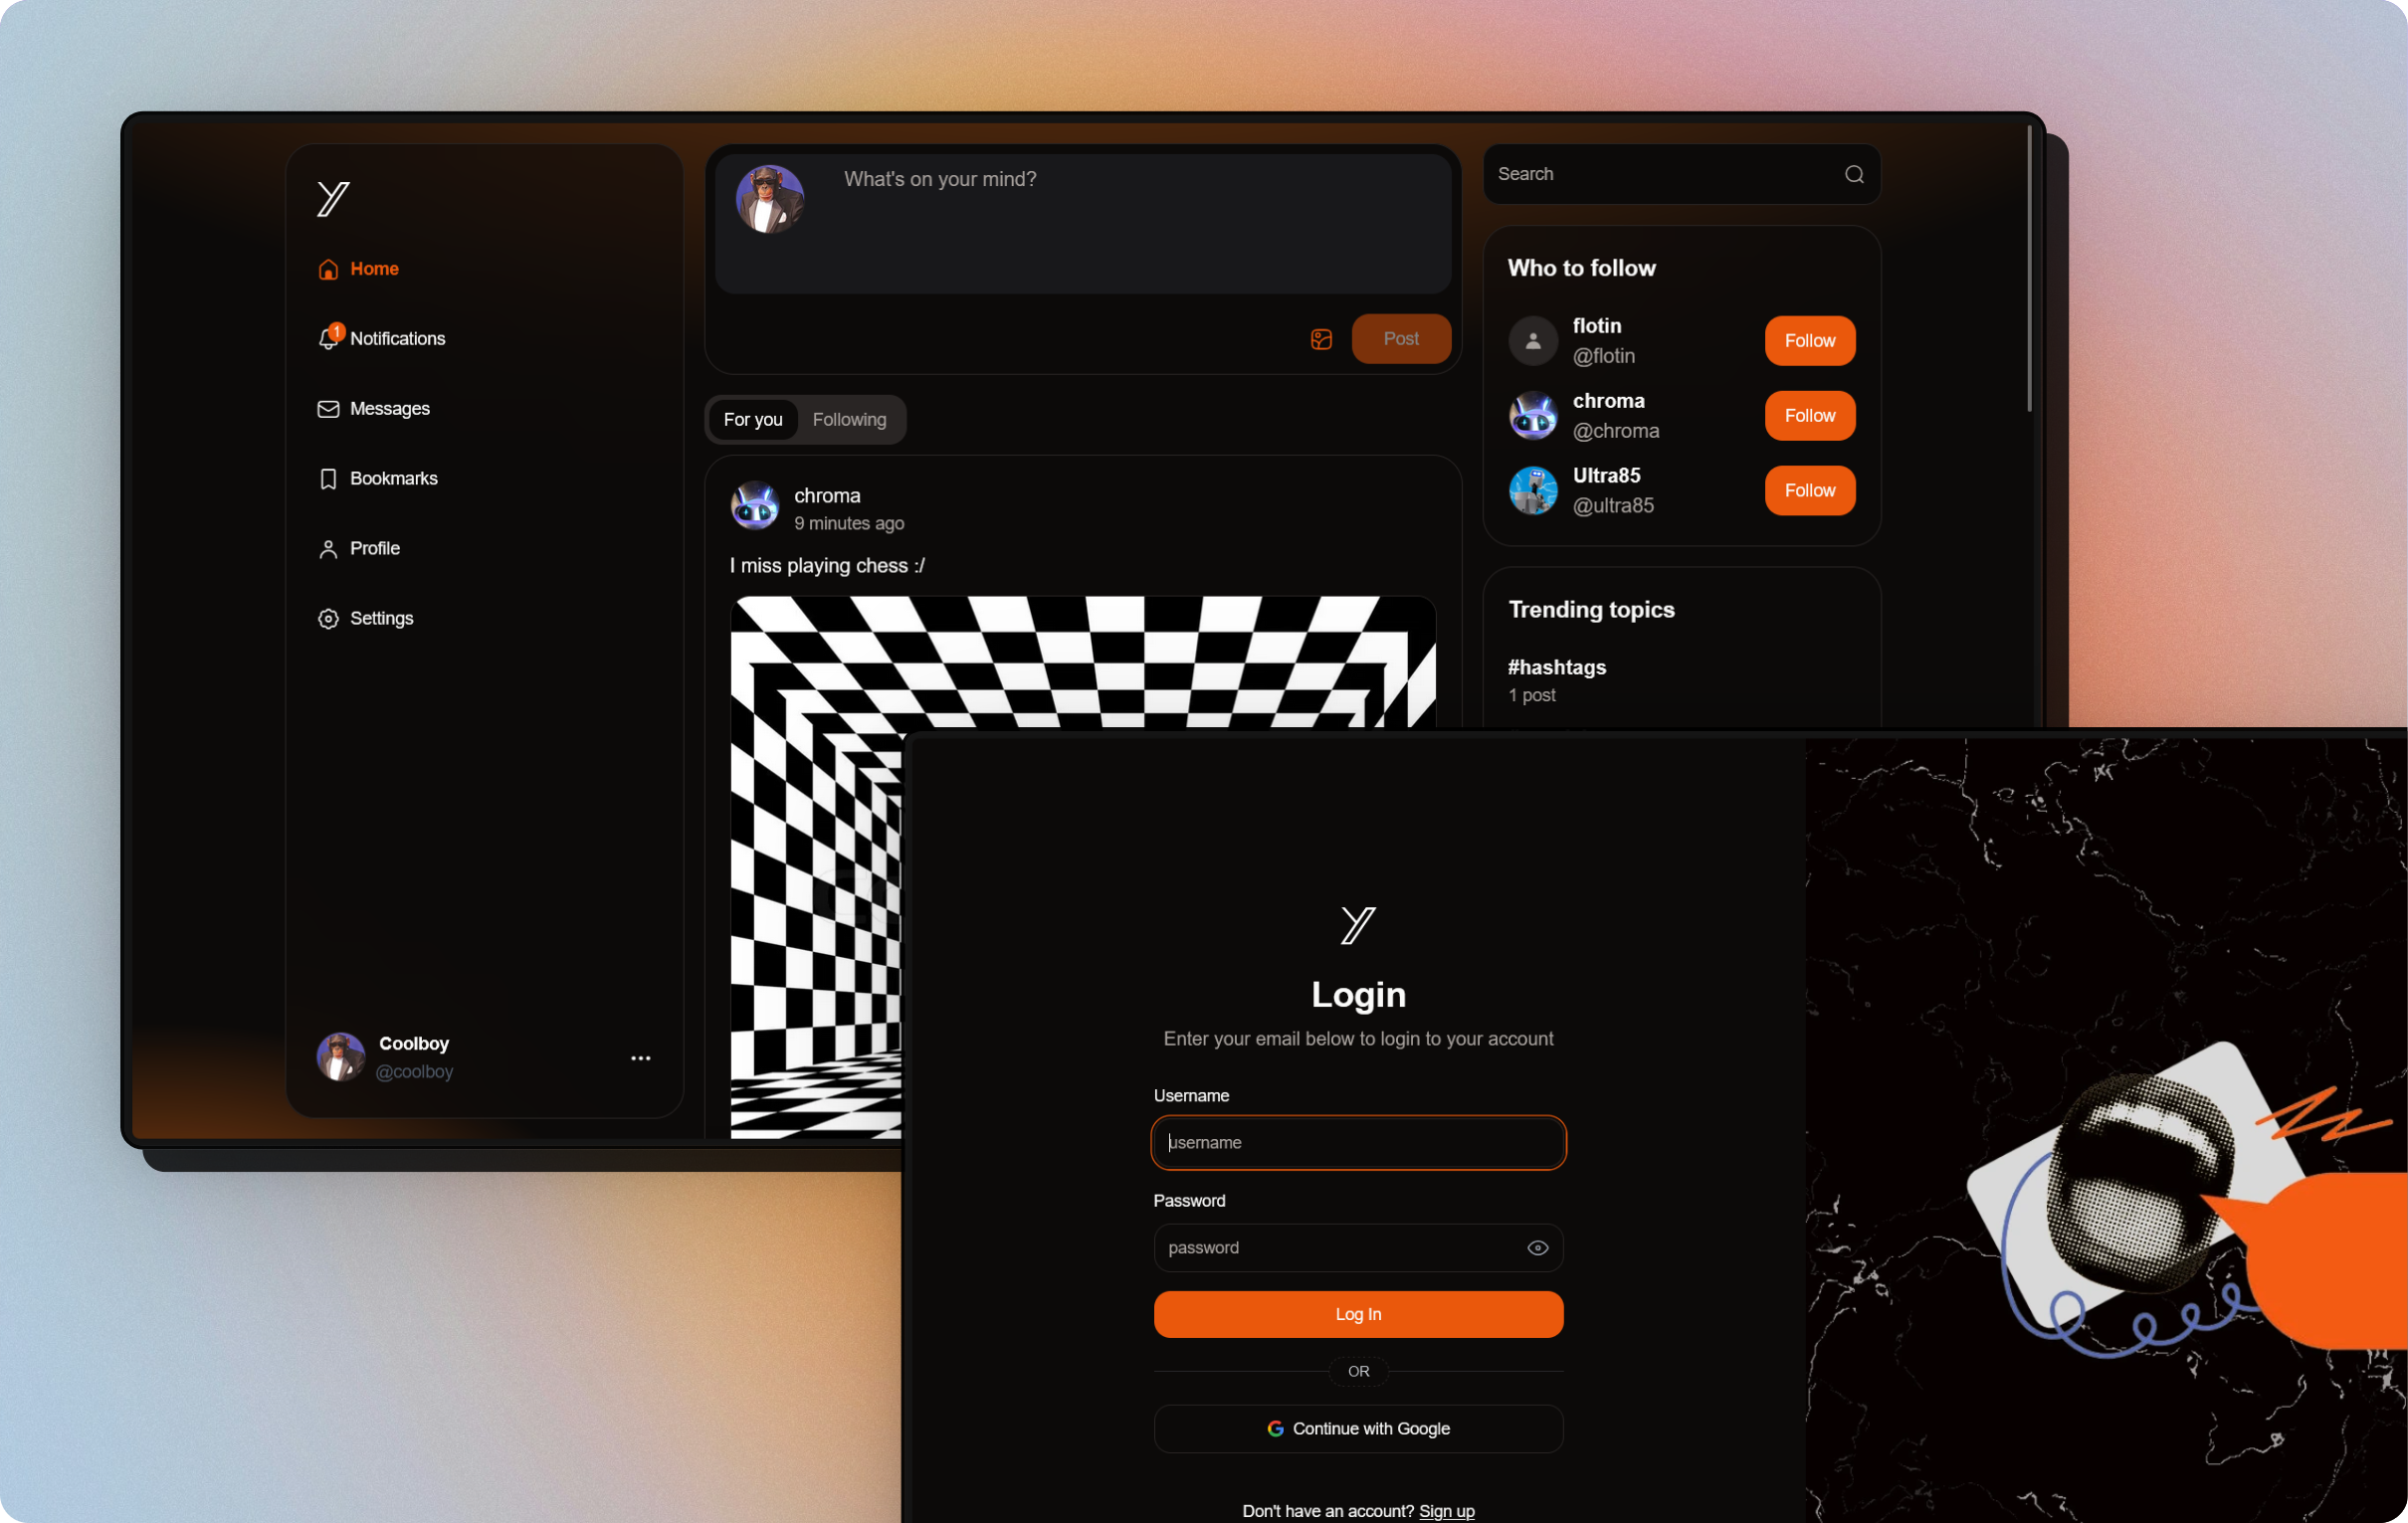 Home
1
Notifications
Messages
Bookmarks
Profile
Settings
Coolboy
@coolboy
What's on your mind?
Post
For you
Following
chroma
9 minutes ago
I miss playing chess :/
Search
Who to follow
flotin
@flotin
Follow
chroma
@chroma
Follow
Ultra85
@ultra85
Follow
Trending topics
#hashtags
1 post
Login
Enter your email below to login to your account
Username
username
Password
password
Log In
OR
Continue with Google
Don't have an account? Sign up